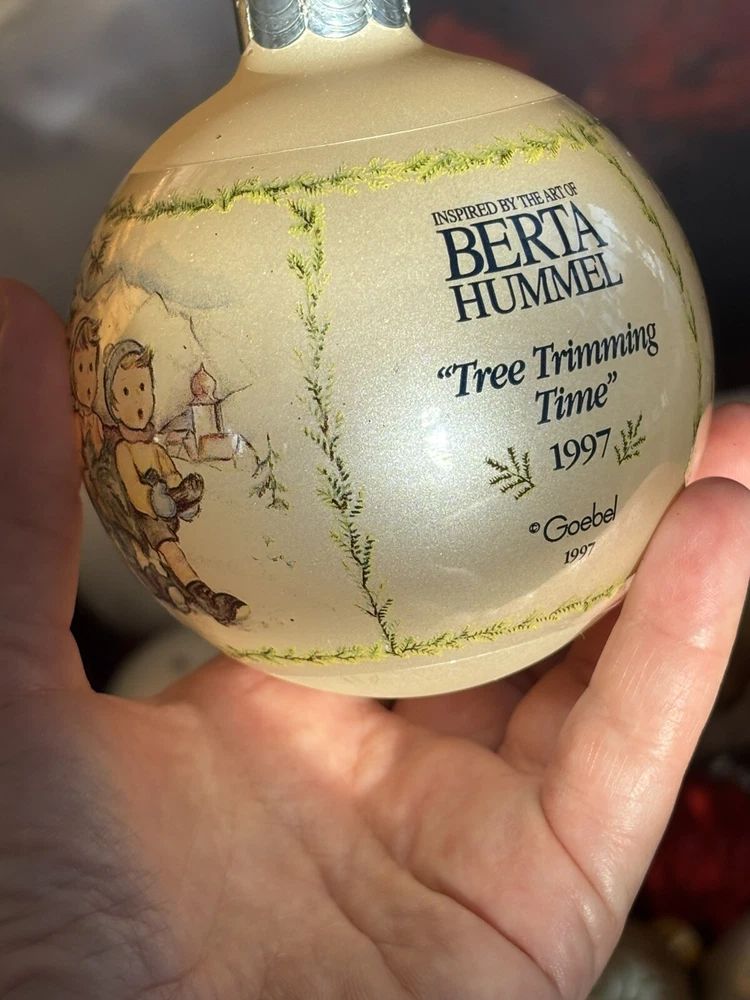 INSPIRED BY THE ART OF
BERTA
HUMMEL
“Tree Trimming
Time”
1997
© Goebel
1997